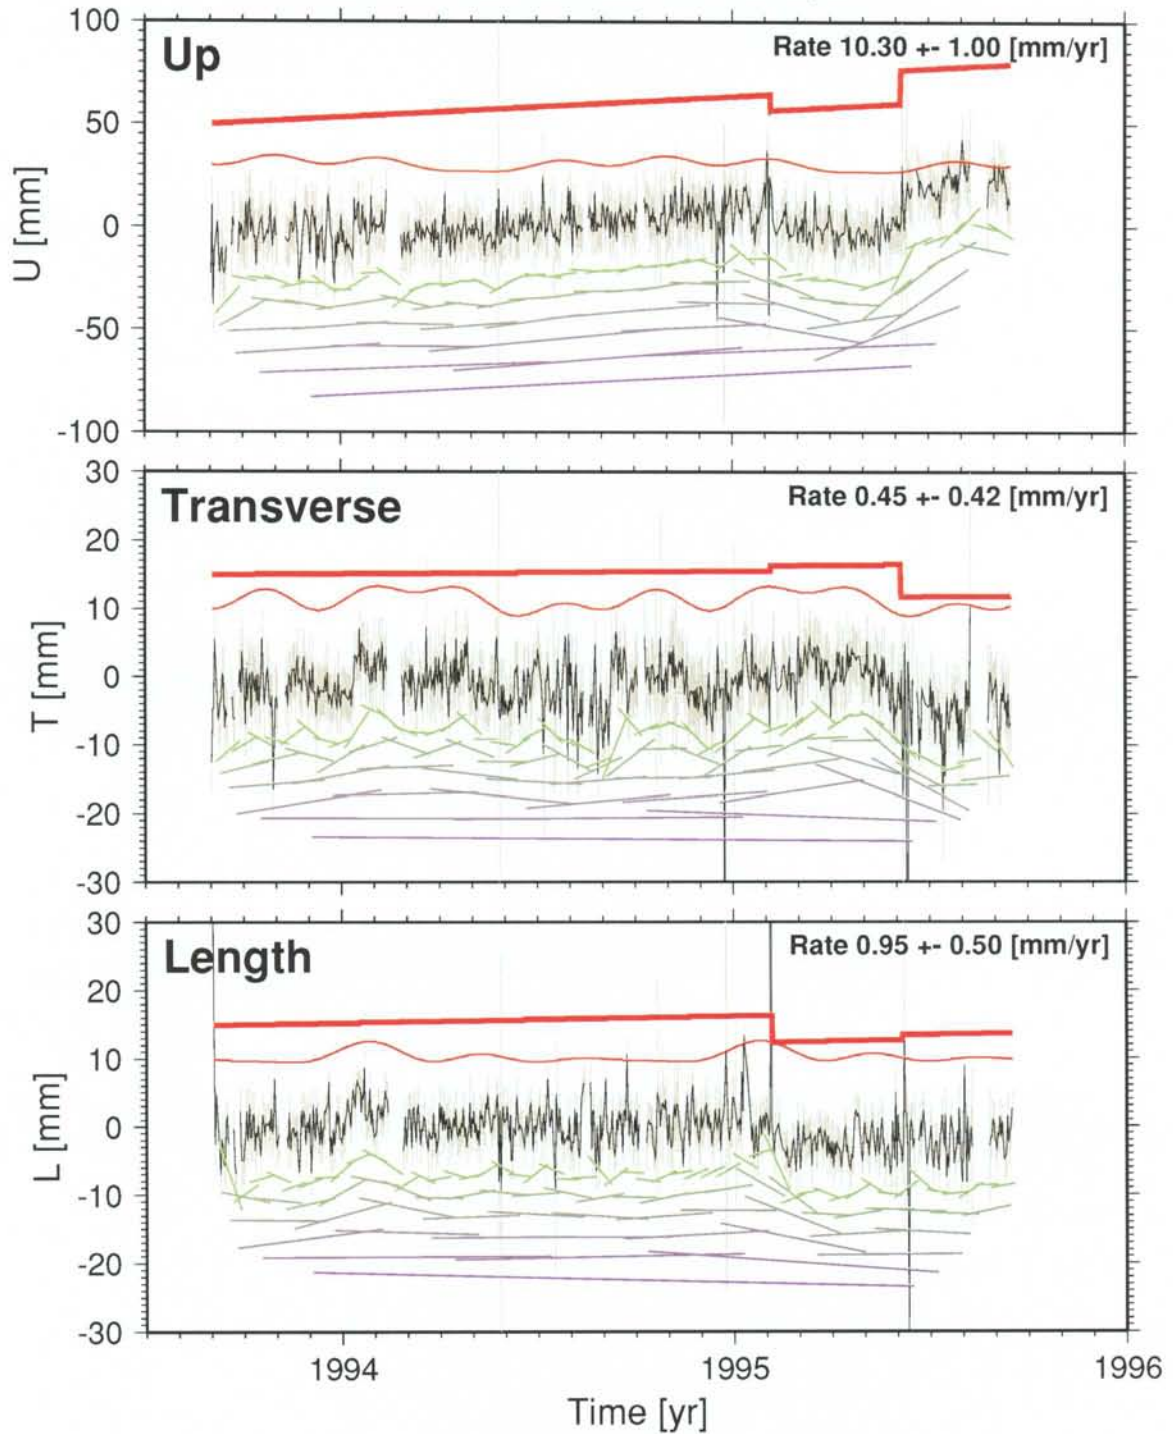 100
50
0
-50
-100
U [mm]
Up
Rate 10.30 +- 1.00 [mm/yr]
30
20
10
0
-10
-20
-30
T [mm]
Transverse
Rate 0.45 +- 0.42 [mm/yr]
30
20
10
0
-10
-20
-30
L [mm]
Length
Rate 0.95 +- 0.50 [mm/yr]
1994
1995
1996
Time [yr]